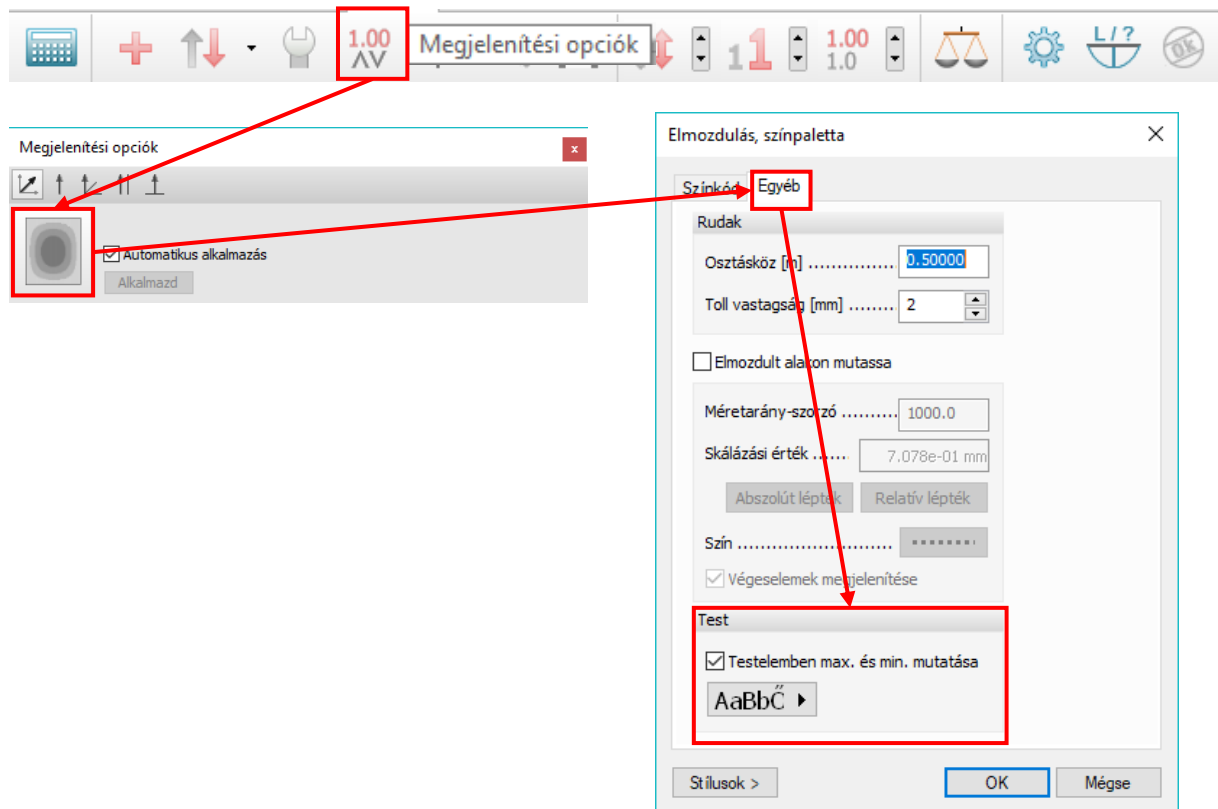 1.00
Megjelenítési opciók
11
1.00
1.0
L/?
OK
Megjelenítési opciók
x
Automatikus alkalmazás
Alkalmazd
Elmozdulás, színpaletta
Színkód
Egyéb
Rudak
Osztásköz [m] ............... 0.50000
Toll vastagság [mm] ........ 2
Elmozdult alakon mutassa
Méretarány-szorzó .......... 1000.0
Skálázási érték ...... 7.078e-01 mm
Abszolút lépték Relatív lépték
Szín ...........................
Végeselemek megjelenítése
Test
Testelemben max. és min. mutatása
AaBbŐ
Stílusok > OK Mégse